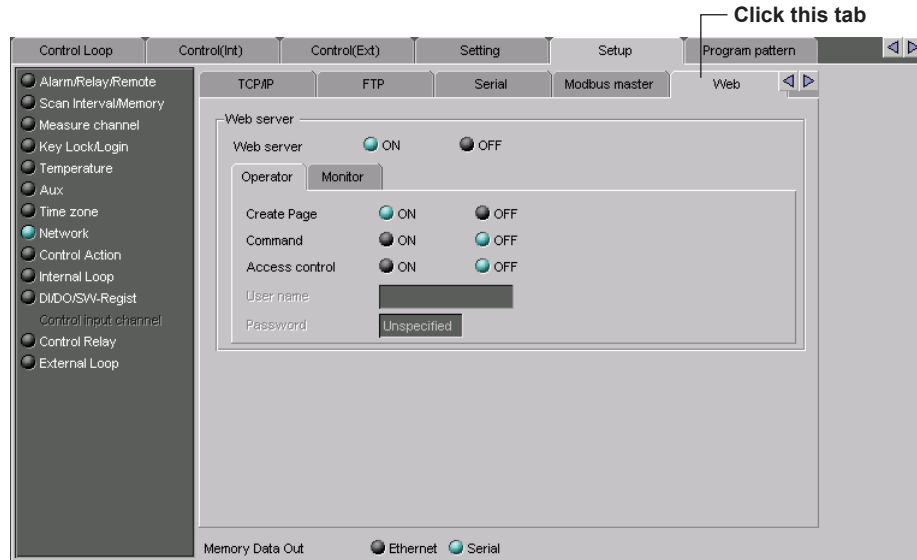 Click this tab
Control Loop Control(Int) Control(Ext) Setting Setup Program pattern
Alarm/Relay/Remote
Scan Interval/Memory
Measure channel
Key Lock/Login
Temperature
Aux
Time zone
Network
Control Action
Internal Loop
DI/DO/SW-Regist
Control input channel
Control Relay
External Loop
TCP/IP FTP Serial Modbus master Web
Web server
Web server ON OFF
Operator Monitor
Create Page ON OFF
Command ON OFF
Access control ON OFF
User name
Password Unspecified
Memory Data Out Ethernet Serial